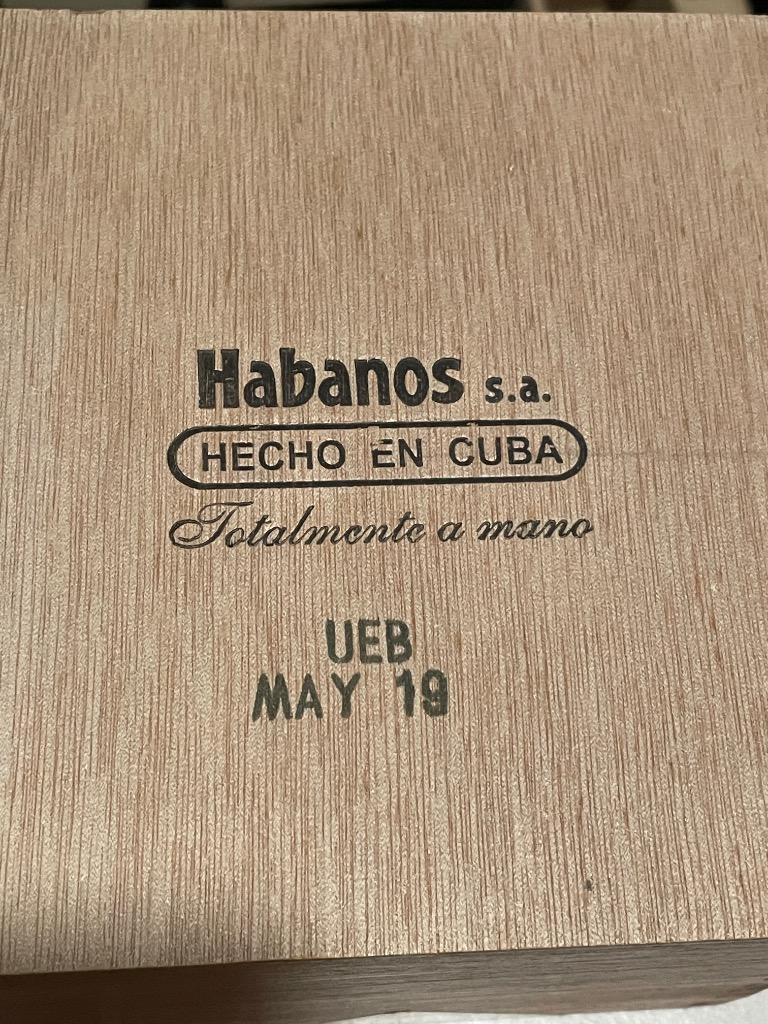 Habanos s.a.
HECHO EN CUBA
Totalmente a mano
UEB
MAY 19